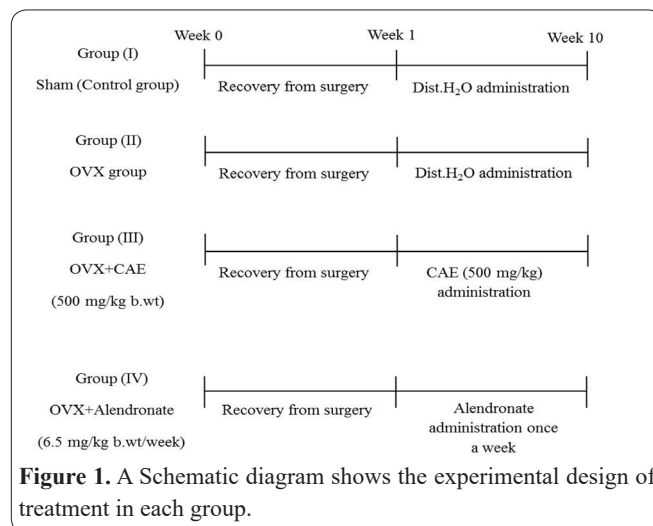 Week 0 Week 1 Week 10
Group (I)
Sham (Control group)
Recovery from surgery Dist.H₂O administration
Group (II)
OVX group
Recovery from surgery Dist.H₂O administration
Group (III)
OVX+CAE
(500 mg/kg b.wt)
Recovery from surgery CAE (500 mg/kg)
administration
Group (IV)
OVX+Alendronate
(6.5 mg/kg b.wt/week)
Recovery from surgery Alendronate
administration once
a week
Figure 1. A Schematic diagram shows the experimental design of
treatment in each group.